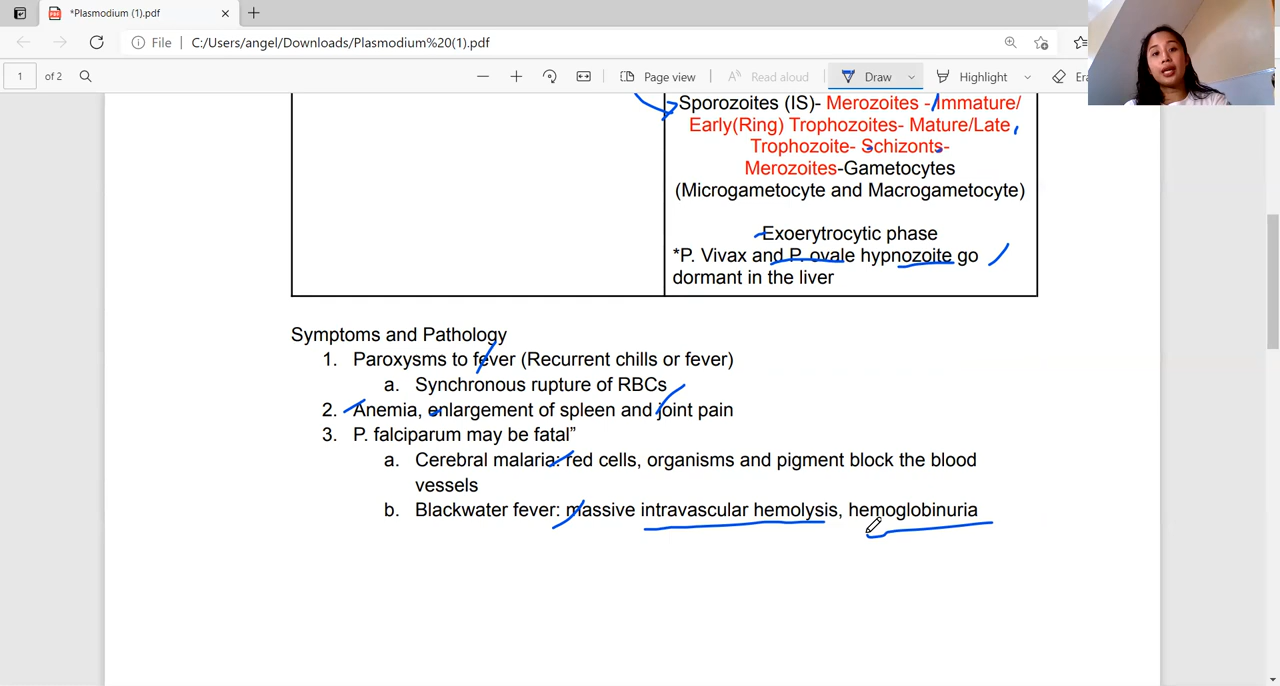 *Plasmodium (1).pdf
File C:/Users/angel/Downloads/Plasmodium%20(1).pdf
1 of 2 Page view Read aloud Draw Highlight
Sporozoites (IS)- Merozoites - Immature/
Early(Ring) Trophozoites- Mature/Late
Trophozoite- Schizonts-
Merozoites-Gametocytes
(Microgametocyte and Macrogametocyte)
Exoerytrocytic phase
*P. Vivax and P. ovale hypnozoite go
dormant in the liver
Symptoms and Pathology
1. Paroxysms to fever (Recurrent chills or fever)
a. Synchronous rupture of RBCs
2. Anemia, enlargement of spleen and joint pain
3. P. falciparum may be fatal”
a. Cerebral malaria: red cells, organisms and pigment block the blood
vessels
b. Blackwater fever: massive intravascular hemolysis, hemoglobinuria